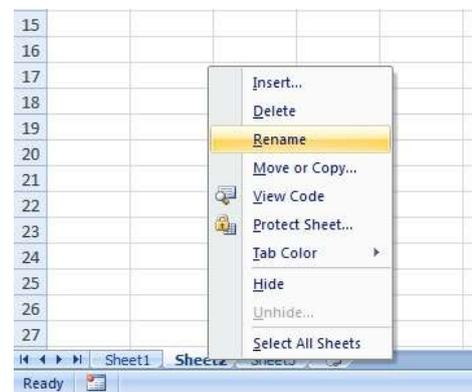 15
16
17
18
19
20
21
22
23
24
25
26
27
Insert...
Delete
Rename
Move or Copy...
View Code
Protect Sheet...
Tab Color
Hide
Unhide...
Select All Sheets
Sheet1 Sheet2 Sheet3
Ready